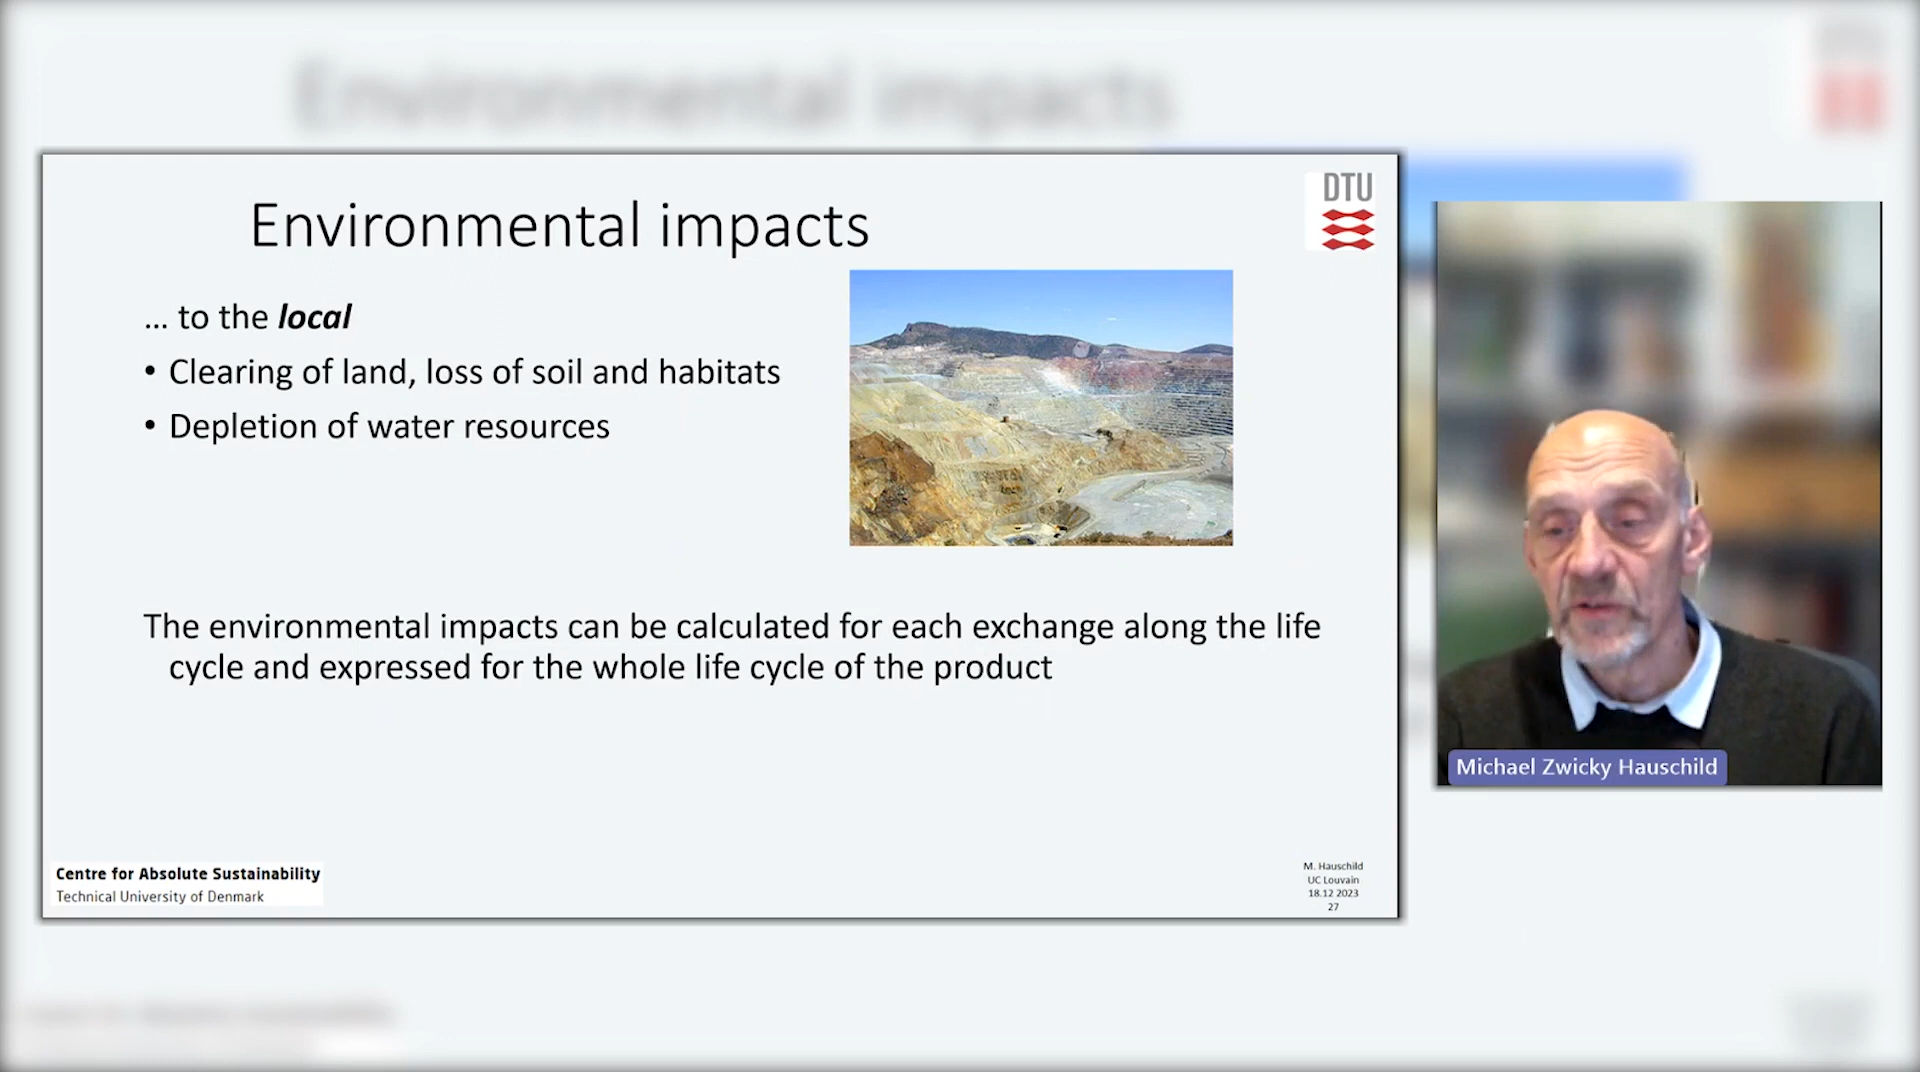 Environmental impacts
DTU
Environmental impacts
... to the local
• Clearing of land, loss of soil and habitats
• Depletion of water resources
The environmental impacts can be calculated for each exchange along the life
cycle and expressed for the whole life cycle of the product
Michael Zwicky Hauschild
Centre for Absolute Sustainability
Technical University of Denmark
M. Hauschild
UC Louvain
18.12 2023
27